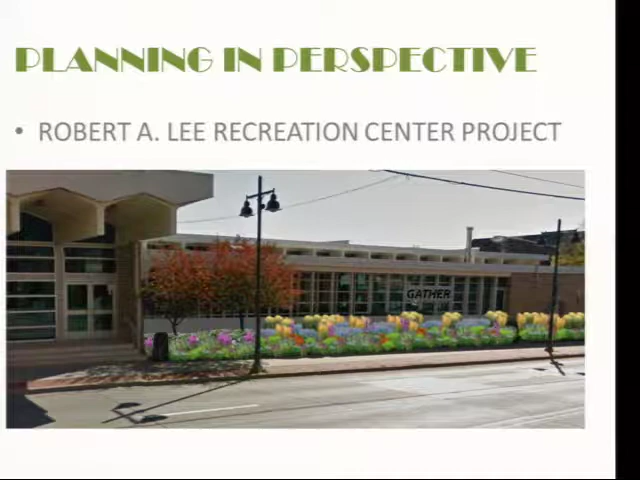 PLANNING IN PERSPECTIVE
• ROBERT A. LEE RECREATION CENTER PROJECT
GATHER